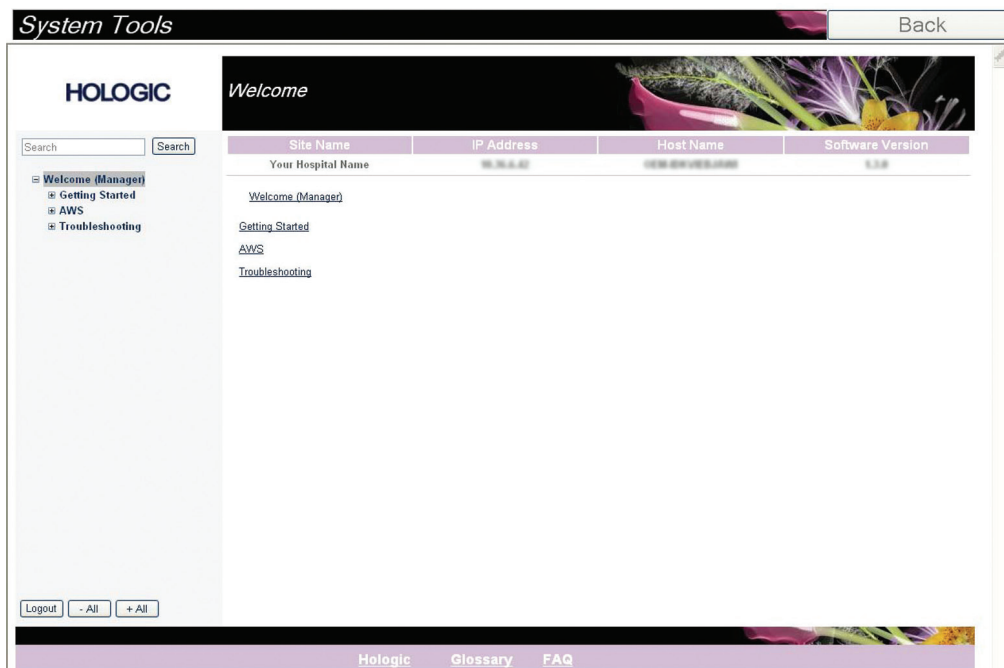 System Tools
Back
HOLOGIC
Welcome
Search
Search
Welcome (Manager)
Getting Started
AWS
Troubleshooting
Site Name IP Address Host Name Software Version
Your Hospital Name
Welcome (Manager)
Getting Started
AWS
Troubleshooting
Logout - All + All
Hologic Glossary FAQ